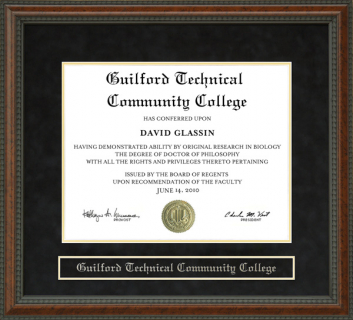 Guilford Technical
Community College
HAS CONFERRED UPON
DAVID GLASSIN
HAVING DEMONSTRATED ABILITY BY ORIGINAL RESEARCH IN BIOLOGY
THE DEGREE OF DOCTOR OF PHILOSOPHY
WITH ALL THE RIGHTS AND PRIVILEGES THERETO PERTAINING
ISSUED BY THE BOARD OF REGENTS
UPON RECOMMENDATION OF THE FACULTY
JUNE 14, 2010
PROVOST
PRESIDENT
Guilford Technical Community College